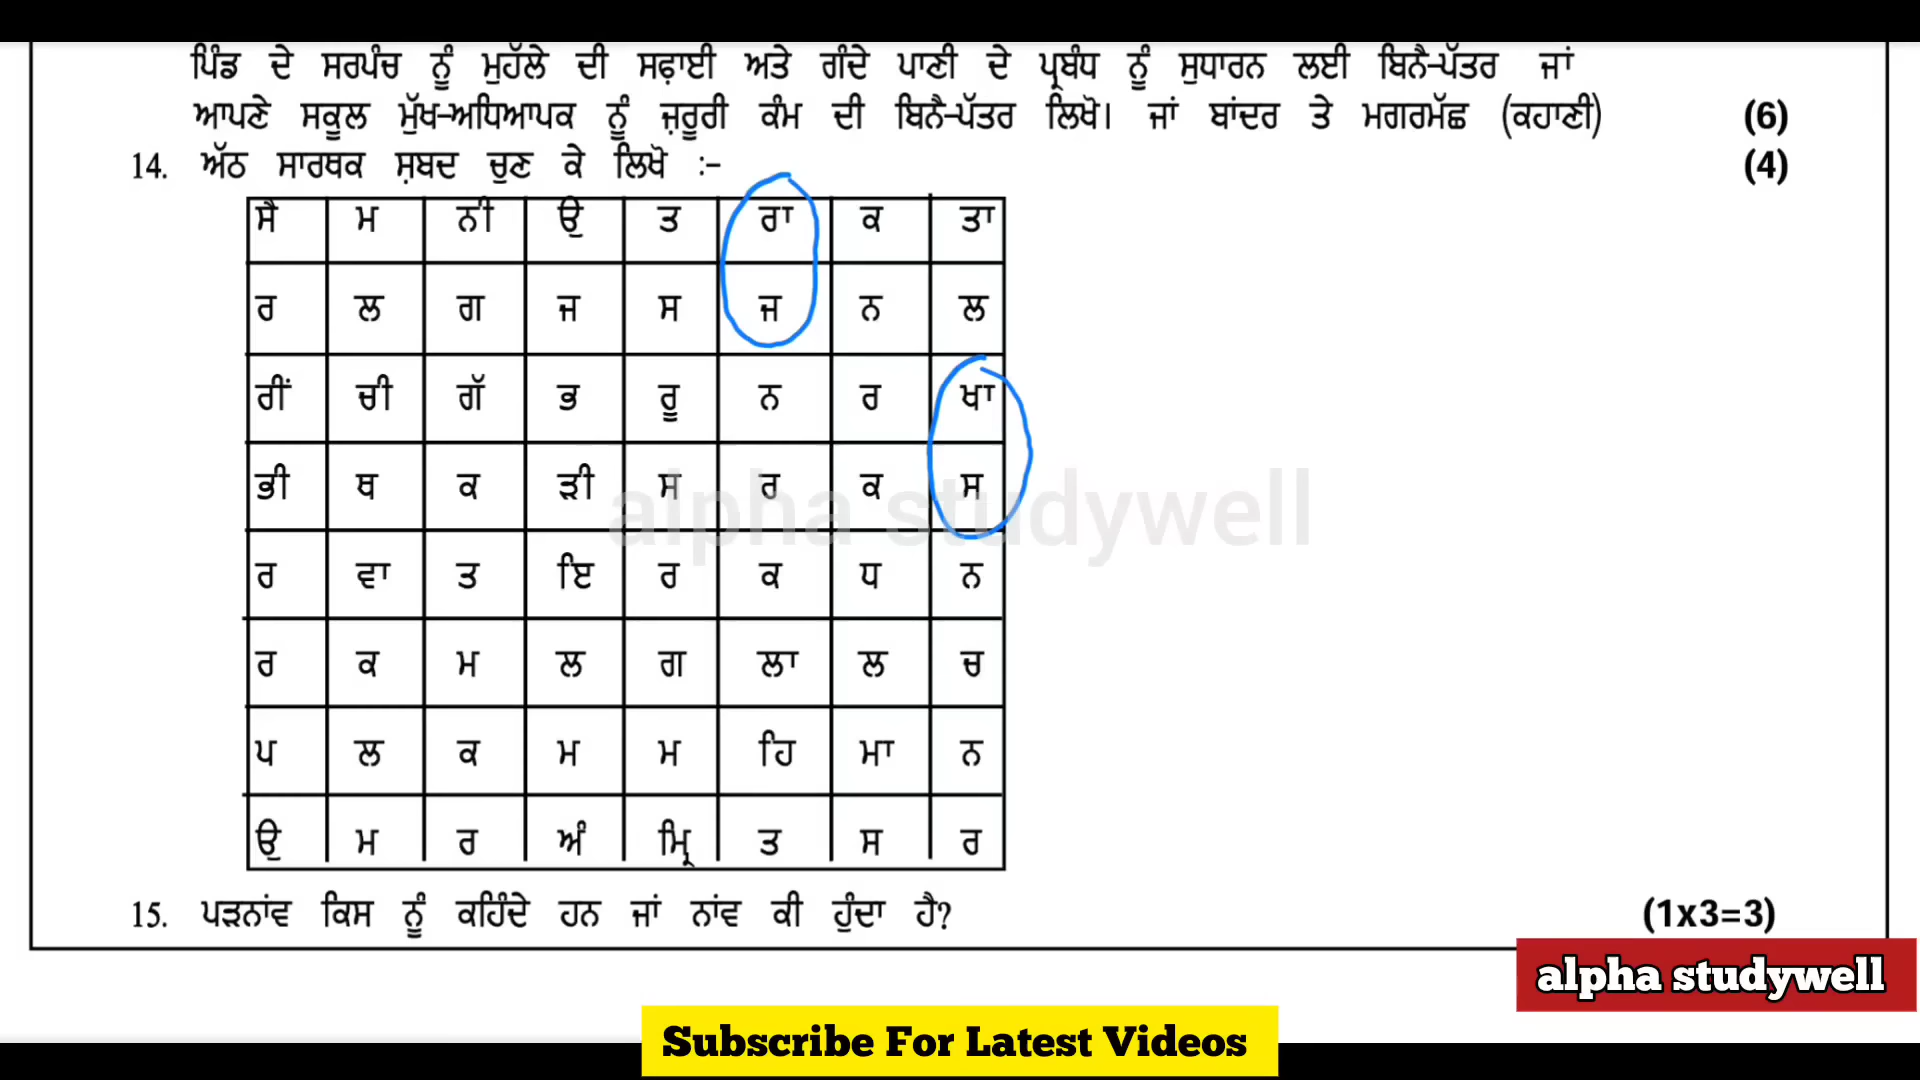 ਪਿੰਡ ਦੇ ਸਰਪੰਚ ਨੂੰ ਮੁਹੱਲੇ ਦੀ ਸਫ਼ਾਈ ਅਤੇ ਗੰਦੇ ਪਾਣੀ ਦੇ ਪ੍ਰਬੰਧ ਨੂੰ ਸੁਧਾਰਨ ਲਈ ਬਿਨੈ-ਪੱਤਰ ਜਾਂ
ਆਪਣੇ ਸਕੂਲ ਮੁੱਖ-ਅਧਿਆਪਕ ਨੂੰ ਜ਼ਰੂਰੀ ਕੰਮ ਦੀ ਬਿਨੈ-ਪੱਤਰ ਲਿਖੋ। ਜਾਂ ਬਾਂਦਰ ਤੇ ਮਗਰਮੱਛ (ਕਹਾਣੀ) (6)
14. ਅੱਠ ਸਾਰਥਕ ਸ਼ਬਦ ਚੁਣ ਕੇ ਲਿਖੋ :- (4)
ਸੈ ਮ ਨੀ ਉ ਤ ਰਾ ਕ ਤਾ
ਰ ਲ ਗ ਜ ਸ ਜ ਨ ਲ
ਰੀਂ ਚੀ ਗੱ ਭ ਰੂ ਨ ਰ ਖਾ
ਭੀ ਥ ਕ ੜੀ ਸ ਰ ਕ ਸ
ਰ ਵਾ ਤ ਇ ਰ ਕ ਧ ਨ
ਰ ਕ ਮ ਲ ਗ ਲਾ ਲ ਚ
ਪ ਲ ਕ ਮ ਮ ਹਿ ਮਾ ਨ
ਉ ਮ ਰ ਅੰ ਮ੍ਰਿ ਤ ਸ ਰ
alpha studywell
15. ਪੜਨਾਂਵ ਕਿਸ ਨੂੰ ਕਹਿੰਦੇ ਹਨ ਜਾਂ ਨਾਂਵ ਕੀ ਹੁੰਦਾ ਹੈ? (1x3=3)
alpha studywell
Subscribe For Latest Videos